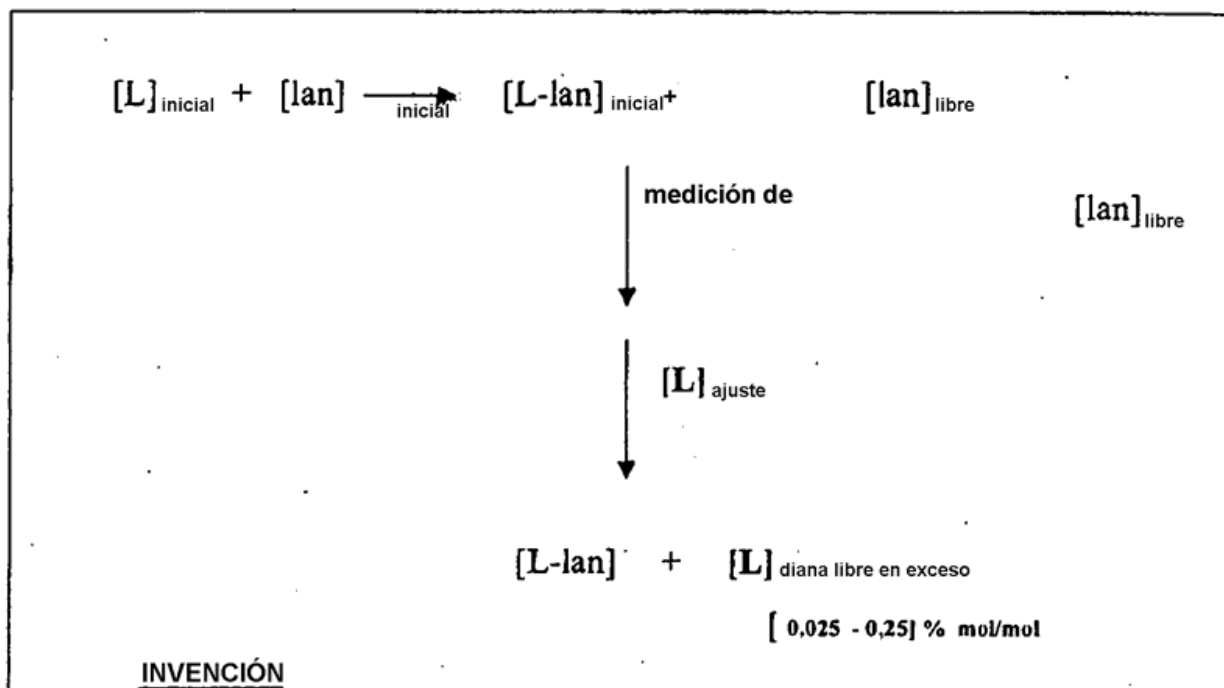 [L] inicial + [lan] inicial [L-lan] inicial+ [lan] libre
medición de
[lan] libre
[L] ajuste
[L-lan] + [L] diana libre en exceso
[ 0,025 - 0,25] % mol/mol
INVENCIÓN